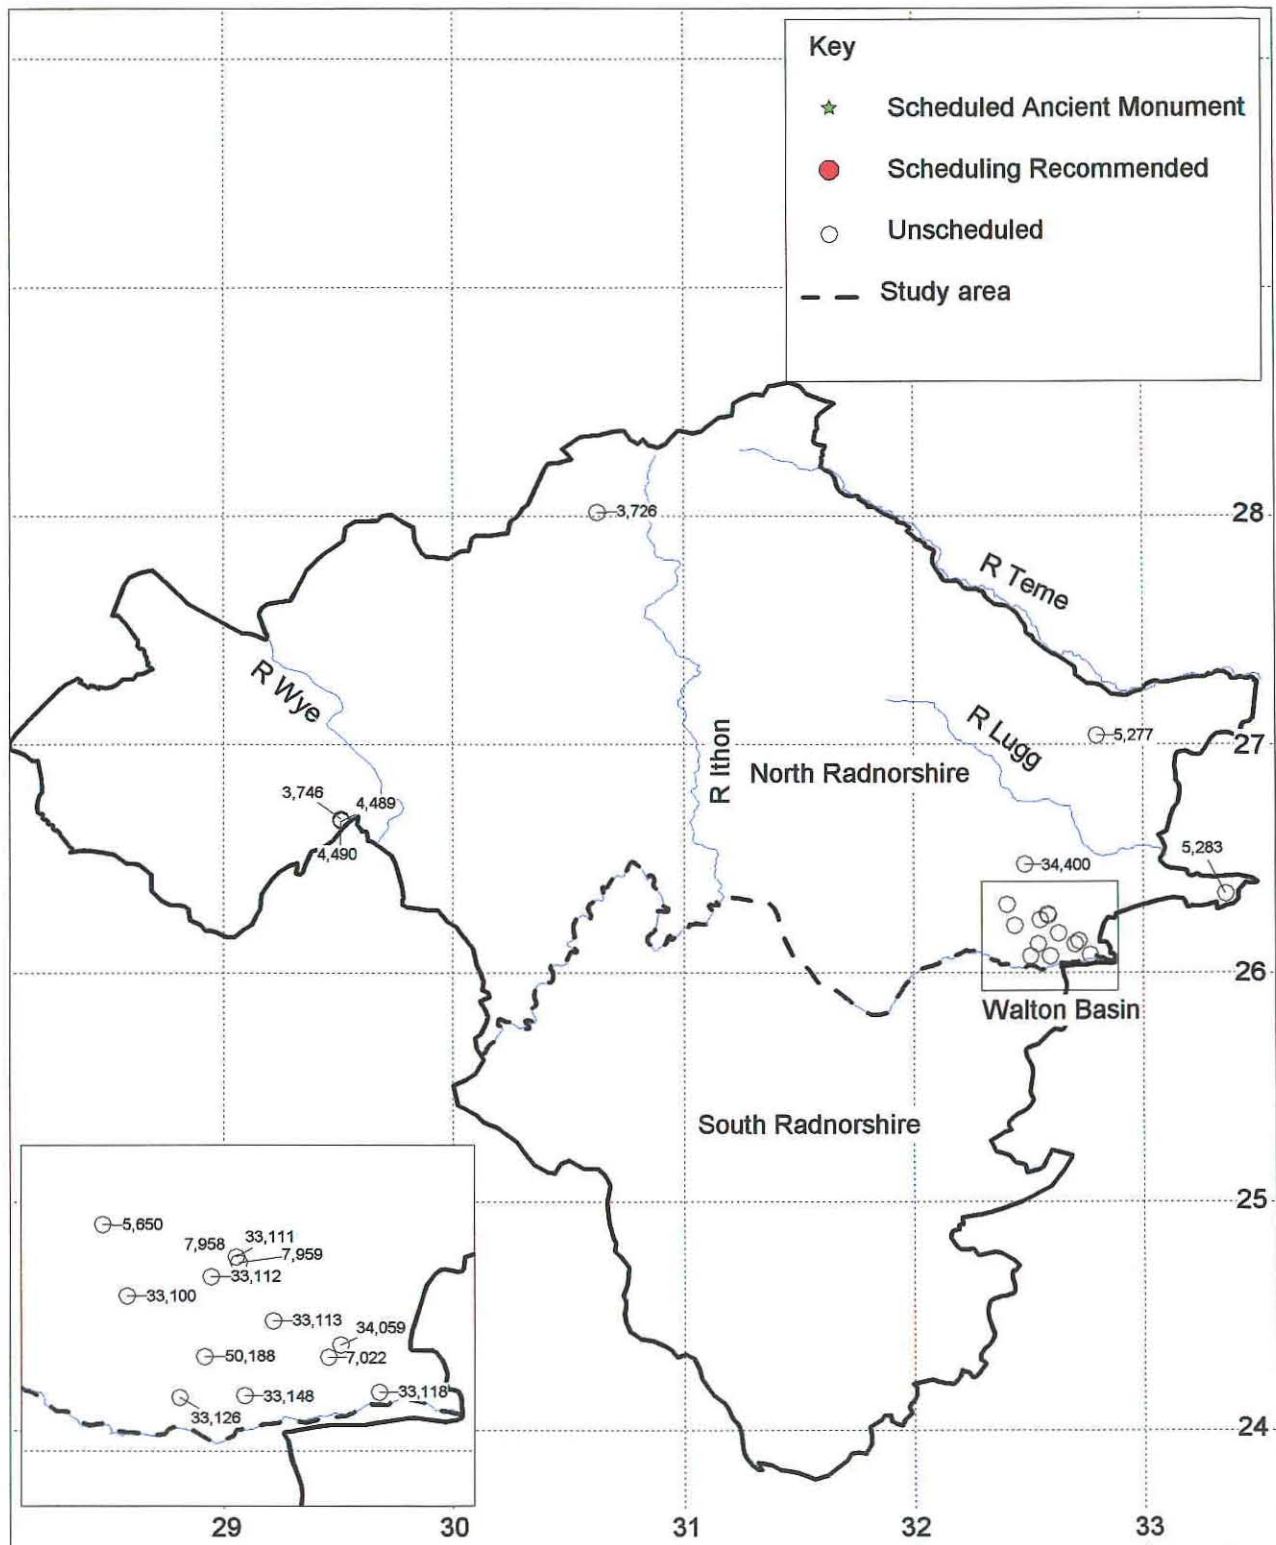 Key
Scheduled Ancient Monument
Scheduling Recommended
Unscheduled
Study area
3,726
28
R Teme
R Wye
R Ithon
R Lugg
5,277
27
North Radnorshire
3,746
4,489
4,490
34,400
5,283
26
Walton Basin
South Radnorshire
25
5,650
7,958
33,111
7,959
33,112
33,100
33,113
34,059
50,188
7,022
33,148
33,118
33,126
24
29
30
31
32
33